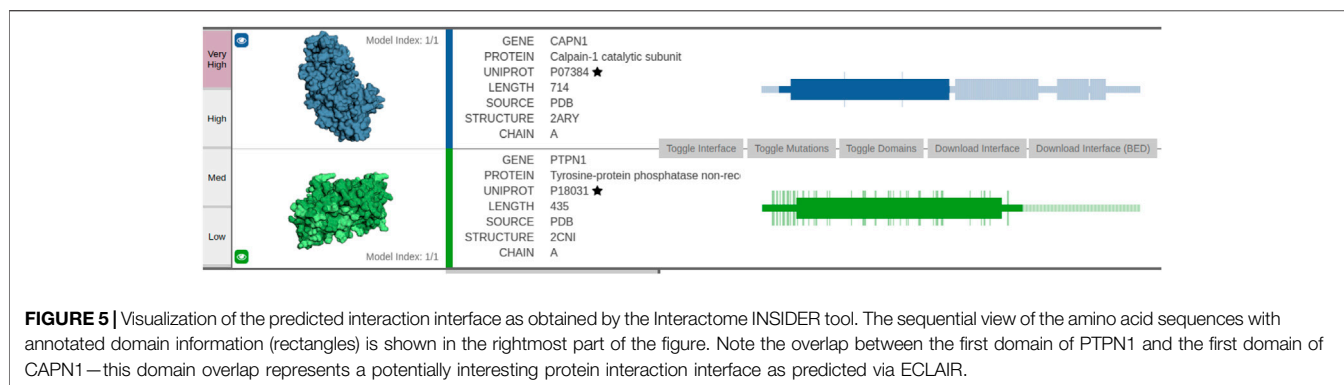 Very
High
High
Med
Low
Model Index: 1/1
GENE CAPN1
PROTEIN Calpain-1 catalytic subunit
UNIPROT P07384 ★
LENGTH 714
SOURCE PDB
STRUCTURE 2ARY
CHAIN A
Toggle Interface Toggle Mutations Toggle Domains Download Interface Download Interface (BED)
GENE PTPN1
PROTEIN Tyrosine-protein phosphatase non-rec
UNIPROT P18031 ★
LENGTH 435
SOURCE PDB
STRUCTURE 2CNI
CHAIN A
Model Index: 1/1
FIGURE 5 | Visualization of the predicted interaction interface as obtained by the Interactome INSIDER tool. The sequential view of the amino acid sequences with
annotated domain information (rectangles) is shown in the rightmost part of the figure. Note the overlap between the first domain of PTPN1 and the first domain of
CAPN1—this domain overlap represents a potentially interesting protein interaction interface as predicted via ECLAIR.